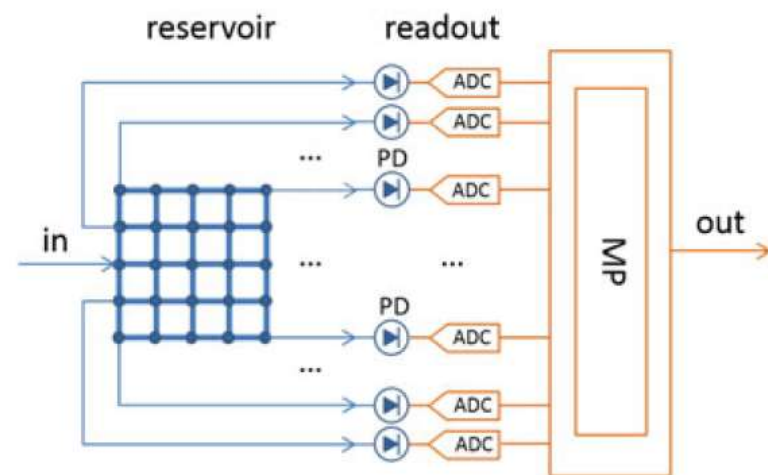 reservoir readout
ADC
ADC
... PD
ADC
in
... ...
MP
out
PD
ADC
...
ADC
ADC